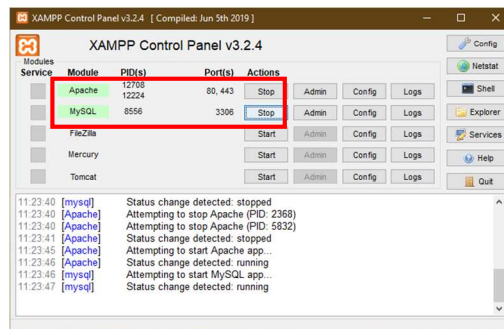 XAMPP Control Panel v3.2.4 [ Compiled: Jun 5th 2019 ]
XAMPP Control Panel v3.2.4
Config
Modules
Service Module PID(s) Port(s) Actions
Netstat
Apache 12708 12224 80, 443 Stop Admin Config Logs
Shell
MySQL 8556 3306 Stop Admin Config Logs
Explorer
FileZilla Start Admin Config Logs
Services
Mercury Start Admin Config Logs
Help
Tomcat Start Admin Config Logs
Quit
11:23:40 [mysql] Status change detected: stopped
11:23:40 [Apache] Attempting to stop Apache (PID: 2368)
11:23:40 [Apache] Attempting to stop Apache (PID: 5832)
11:23:41 [Apache] Status change detected: stopped
11:23:45 [Apache] Attempting to start Apache app...
11:23:46 [Apache] Status change detected: running
11:23:46 [mysql] Attempting to start MySQL app...
11:23:47 [mysql] Status change detected: running